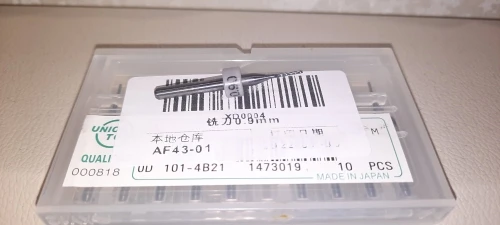 090
XD0004
铣刀0.9mm
本地仓库
AF43-01
M
UNIO
QUALI
000818
UD 101-4B21 1473019 10 PCS
MADE IN JAPAN